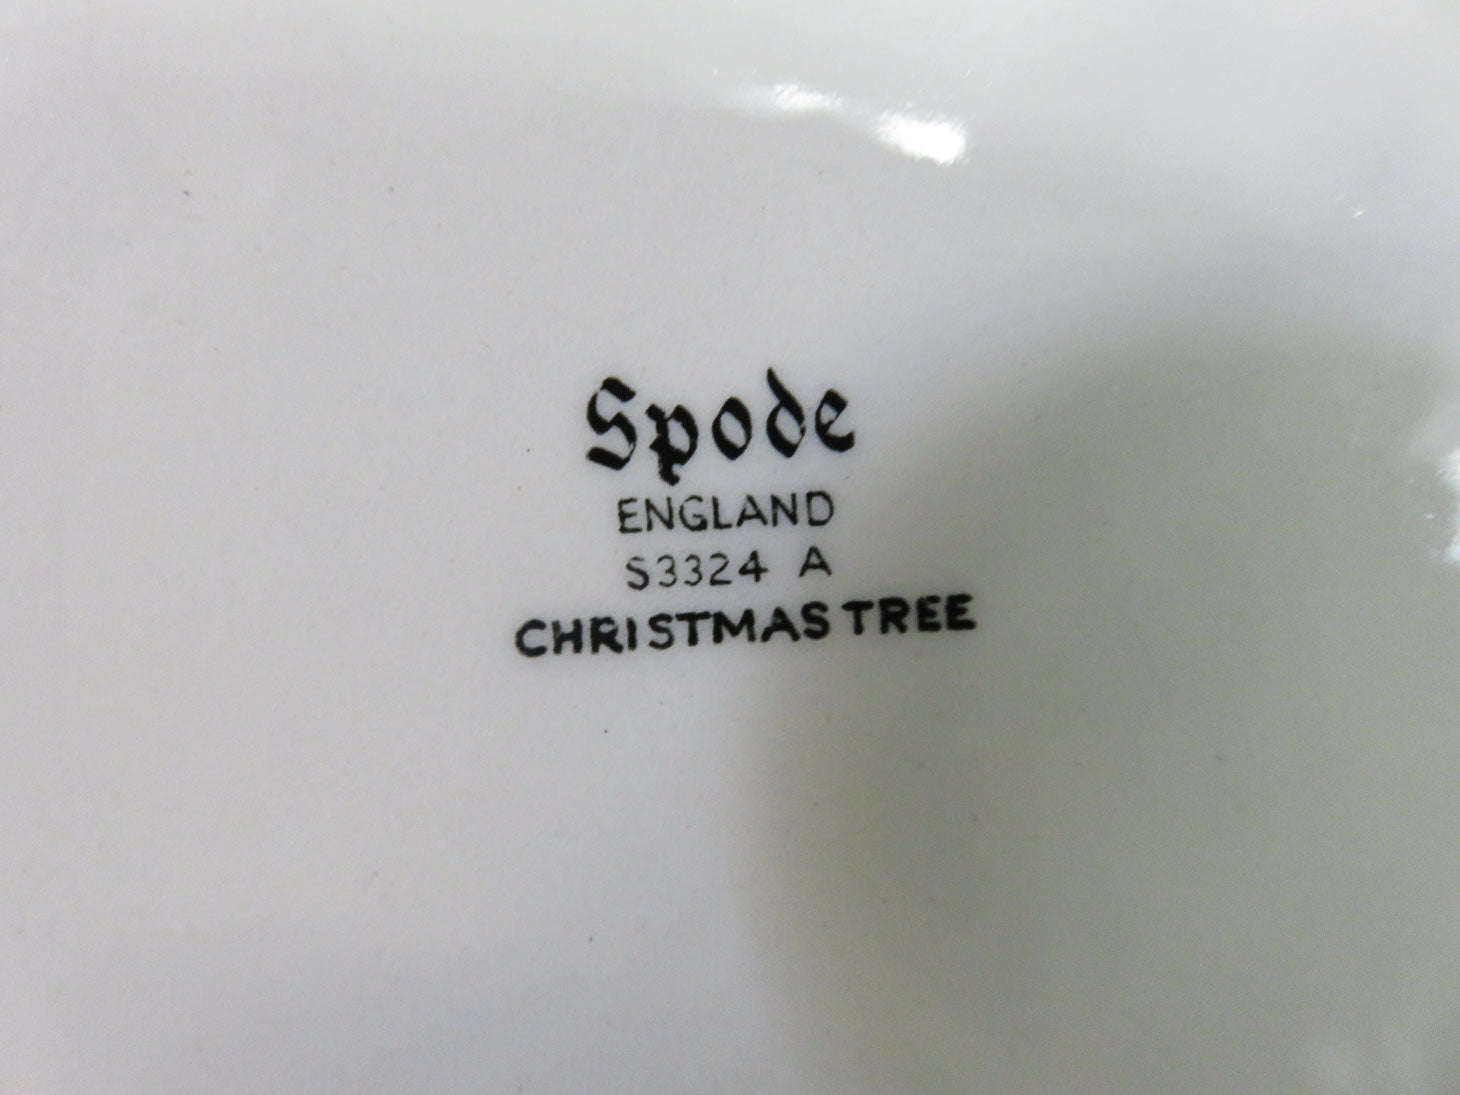 Spode
ENGLAND
S3324 A
CHRISTMAS TREE